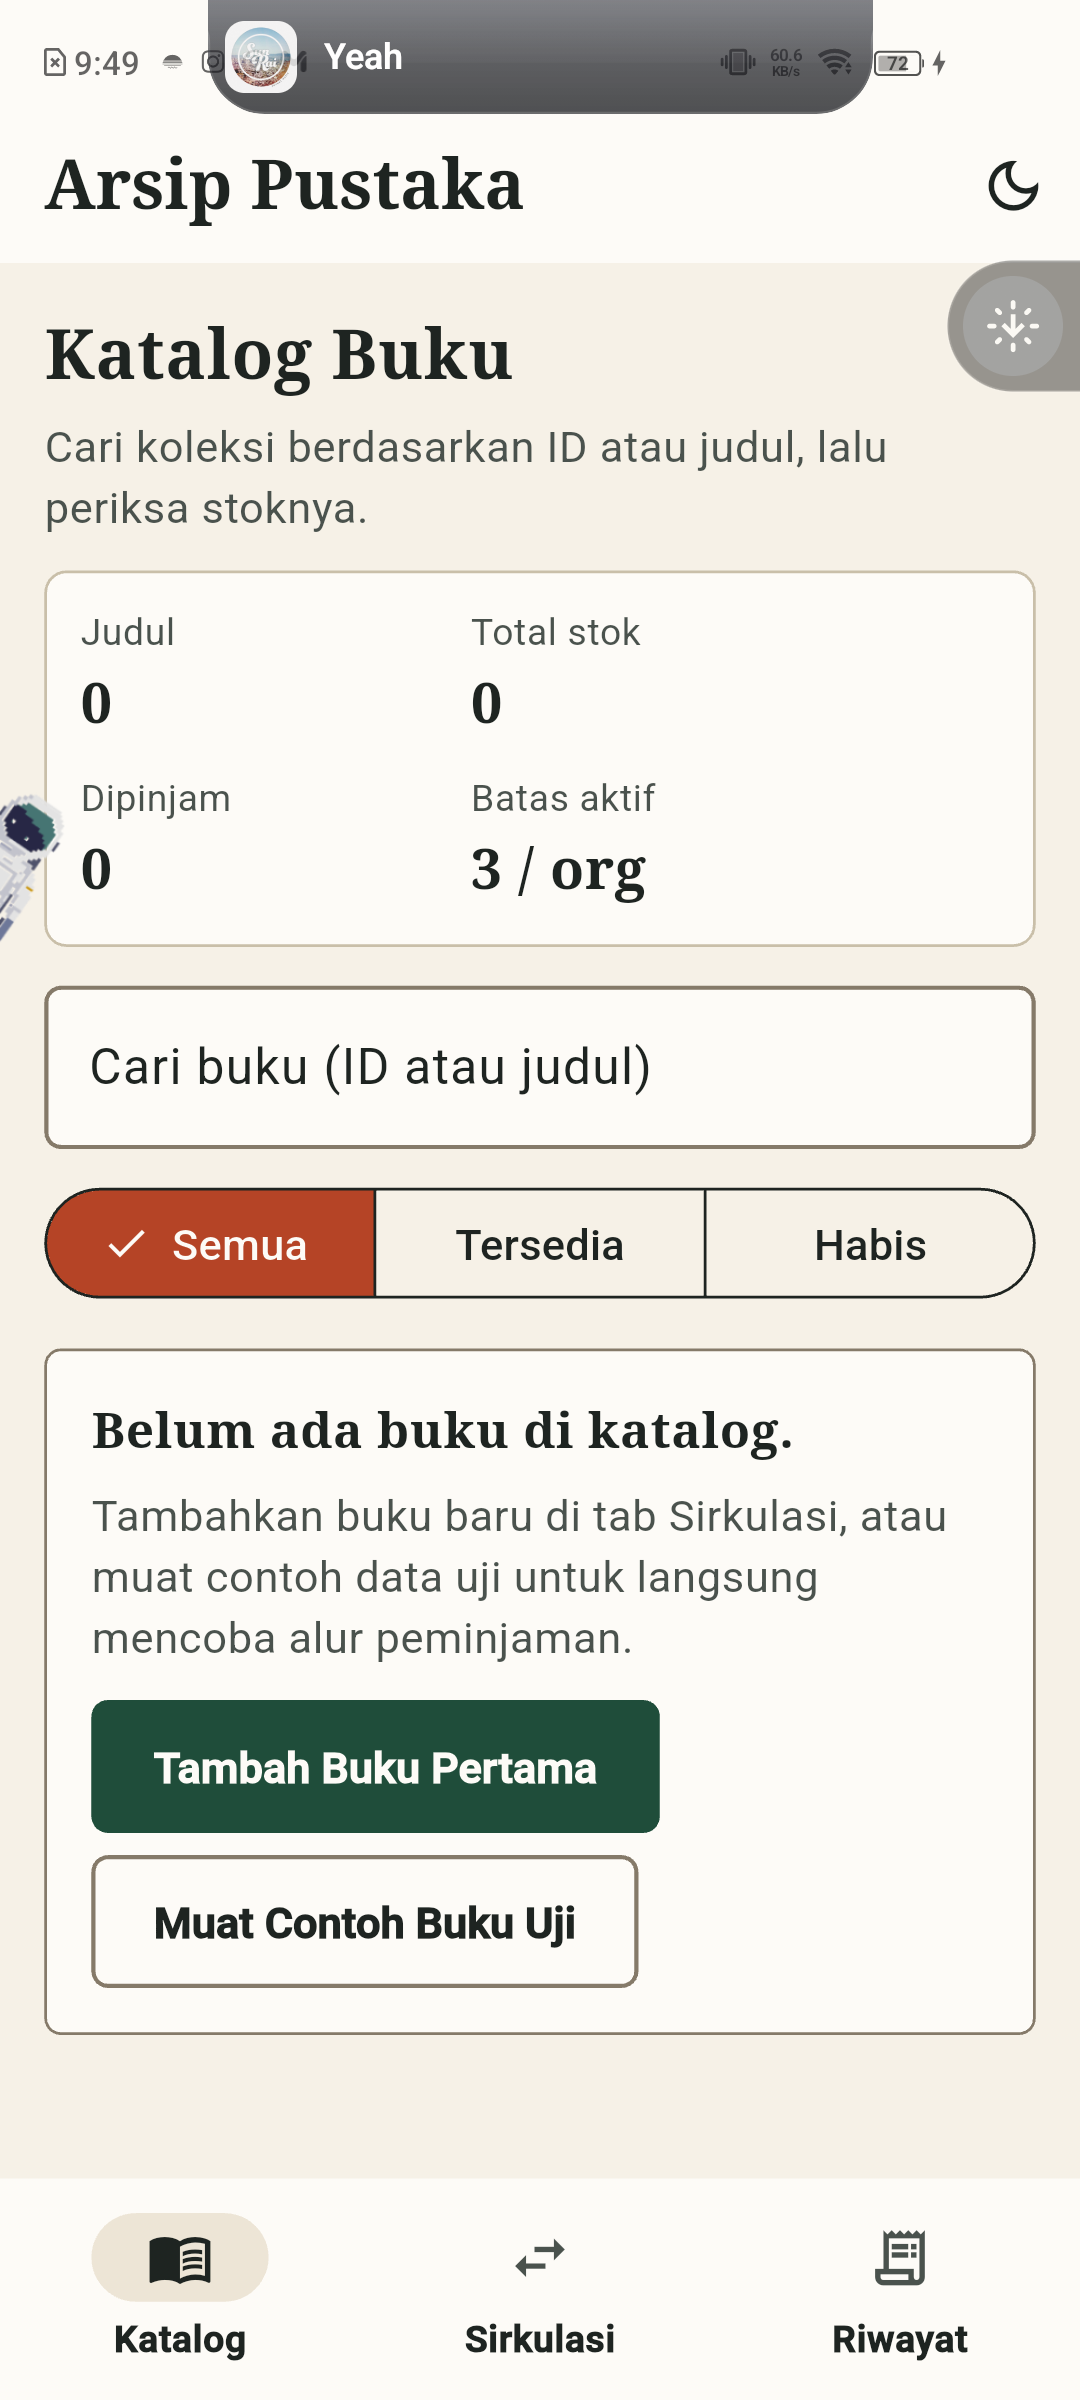 9:49
Yeah
60.6
KB/s
72
Arsip Pustaka
Katalog Buku
Cari koleksi berdasarkan ID atau judul, lalu
periksa stoknya.
Judul
Total stok
0
0
Dipinjam
Batas aktif
0
3 / org
Cari buku (ID atau judul)
Semua
Tersedia
Habis
Belum ada buku di katalog.
Tambahkan buku baru di tab Sirkulasi, atau
muat contoh data uji untuk langsung
mencoba alur peminjaman.
Tambah Buku Pertama
Muat Contoh Buku Uji
Katalog
Sirkulasi
Riwayat